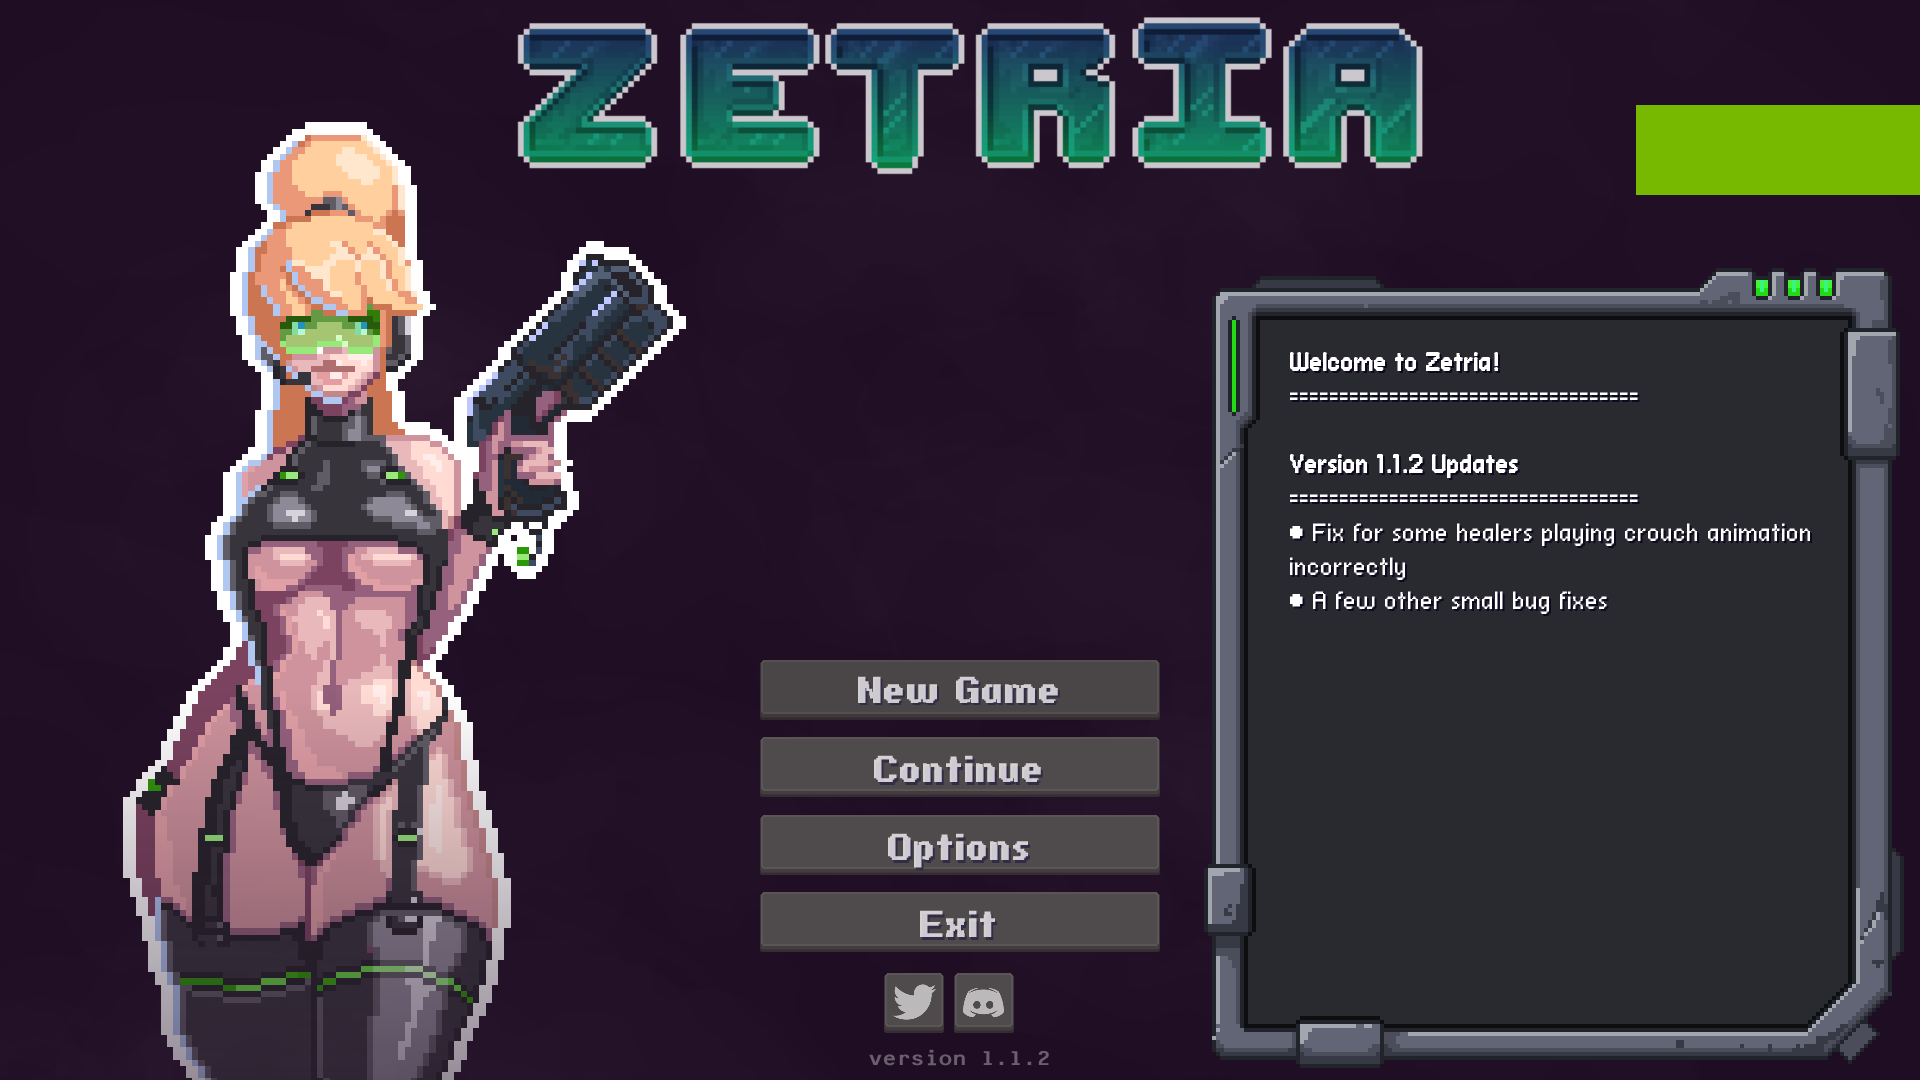 ZETRIA
Welcome to Zetria!
===================================
Version 1.1.2 Updates
===================================
● Fix for some healers playing crouch animation
incorrectly
● A few other small bug fixes
New Game
Continue
Options
Exit
version 1.1.2